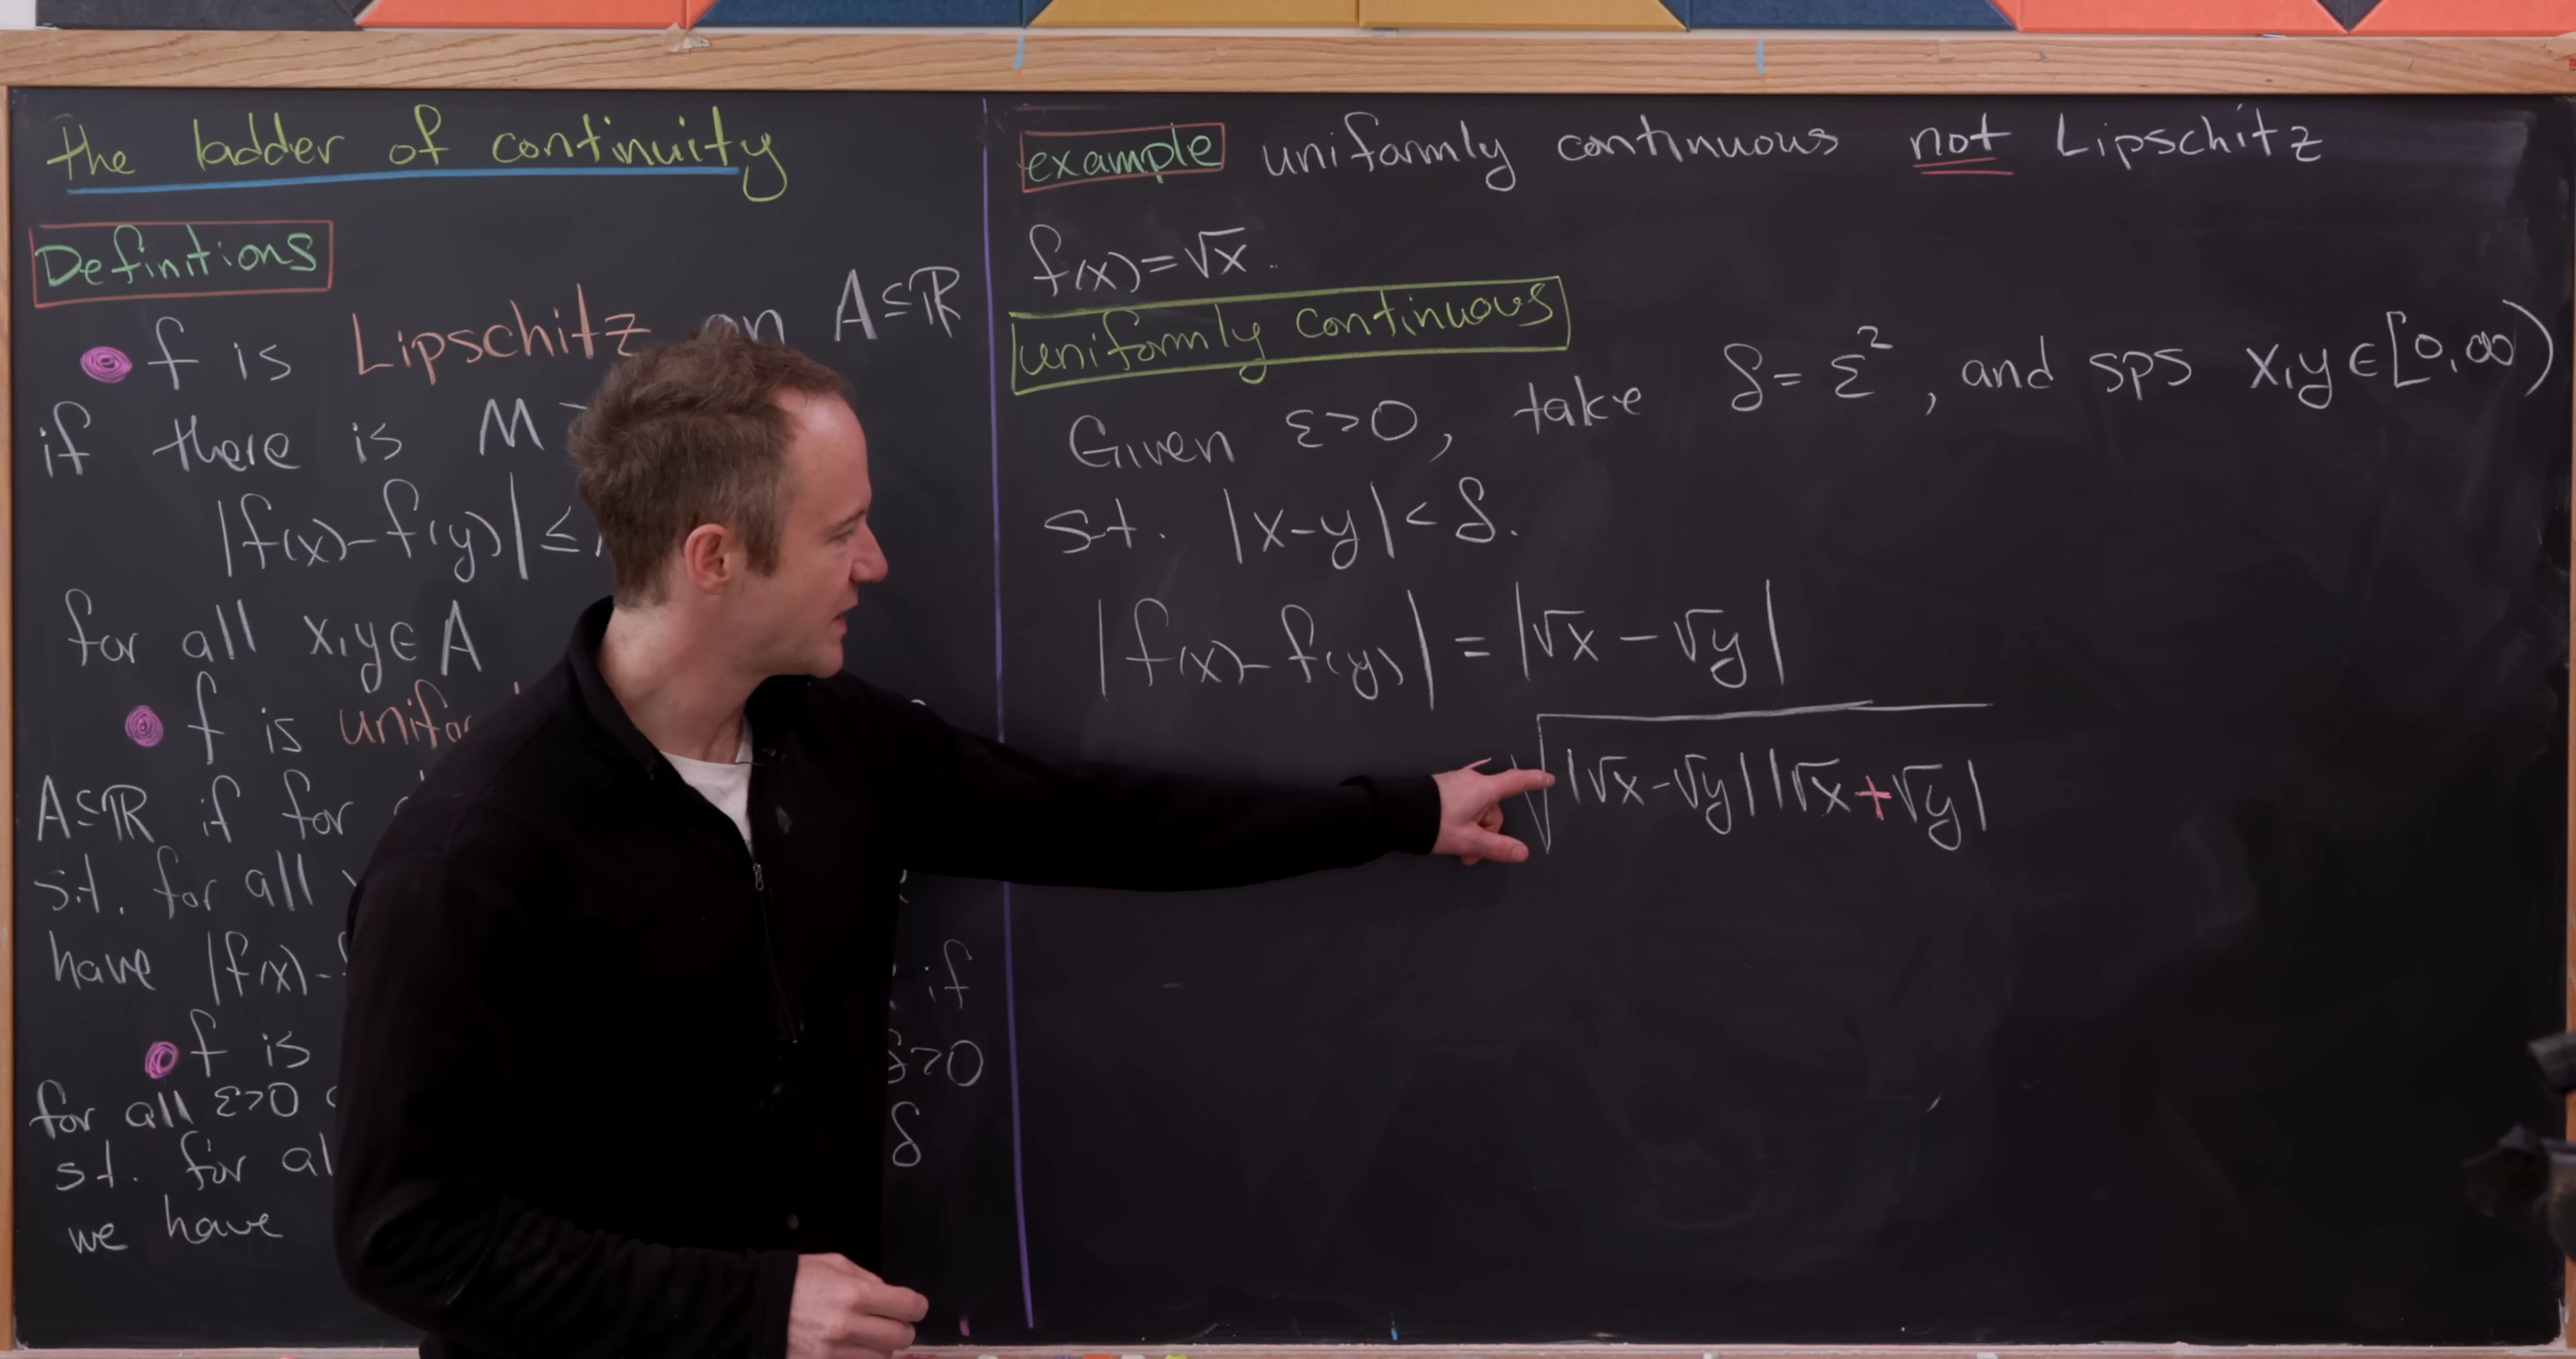 the ladder of continuity
Definitions
f is Lipschitz on A⊆ℝ
if there is M
|f(x)-f(y)|≤
for all x,y∈A
f is
A⊆ℝ if for
s.t. for all
have |f(x)-
if
f is
δ>0
for all ε>0
δ
s.t. for
we have
example uniformly continuous not Lipschitz
f(x)=√x.
uniformly continuous
Given ε>0, take δ=ε², and sps x,y∈[0,∞)
s.t. |x-y|<δ.
|f(x)-f(y)| = |√x - √y|
√(|√x-√y||√x+√y|)